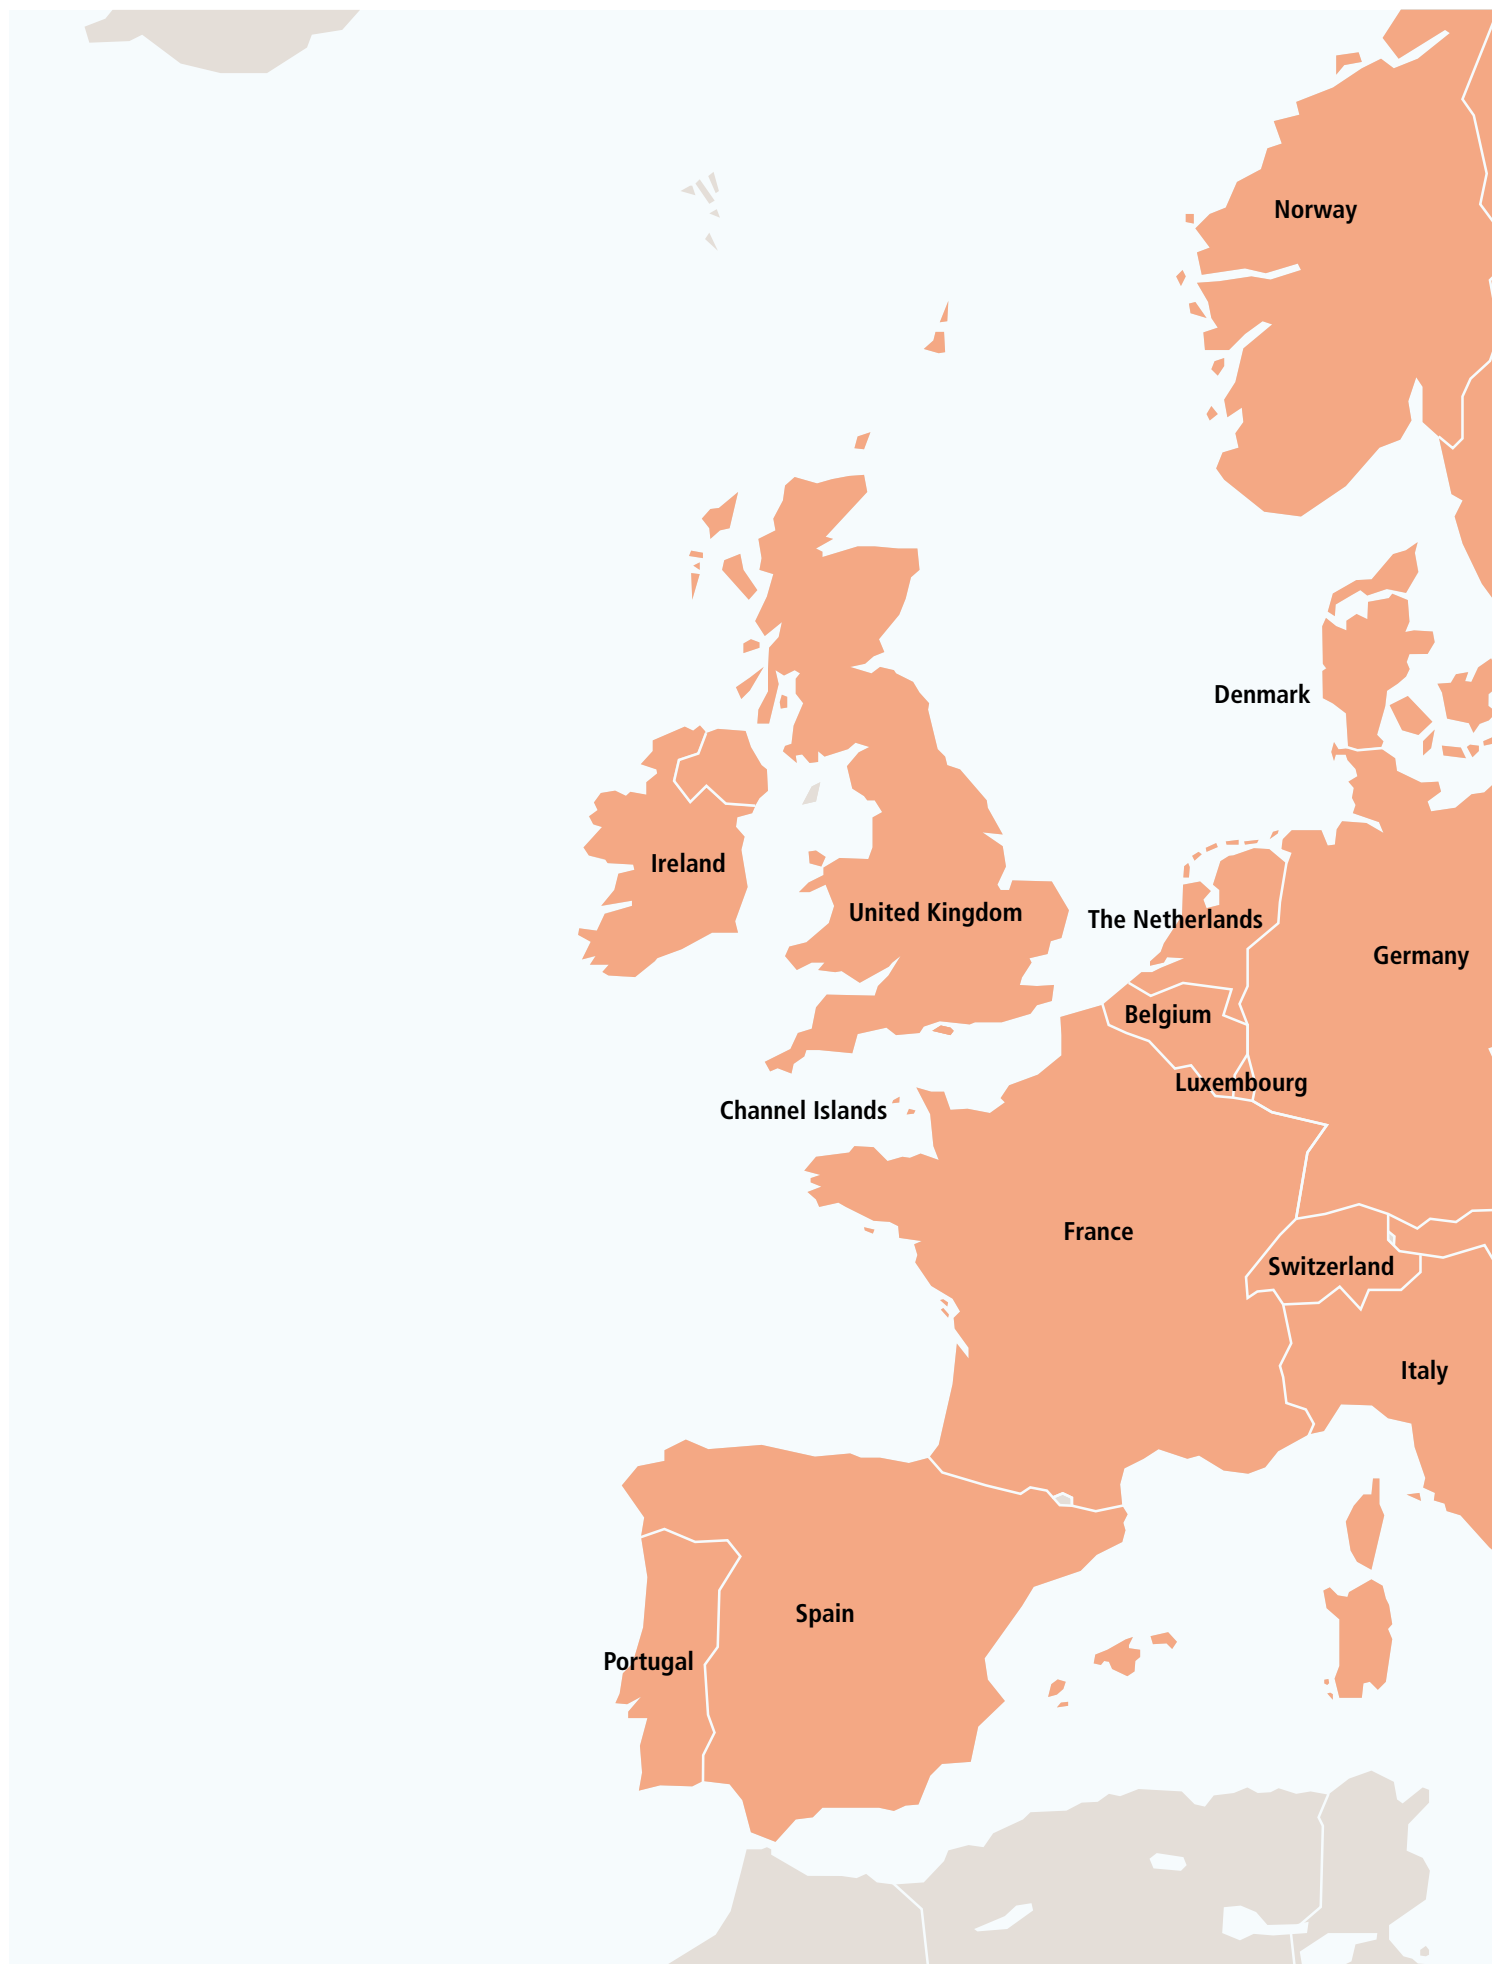 Norway
Denmark
Ireland
United Kingdom
The Netherlands
Germany
Belgium
Luxembourg
Channel Islands
France
Switzerland
Italy
Spain
Portugal